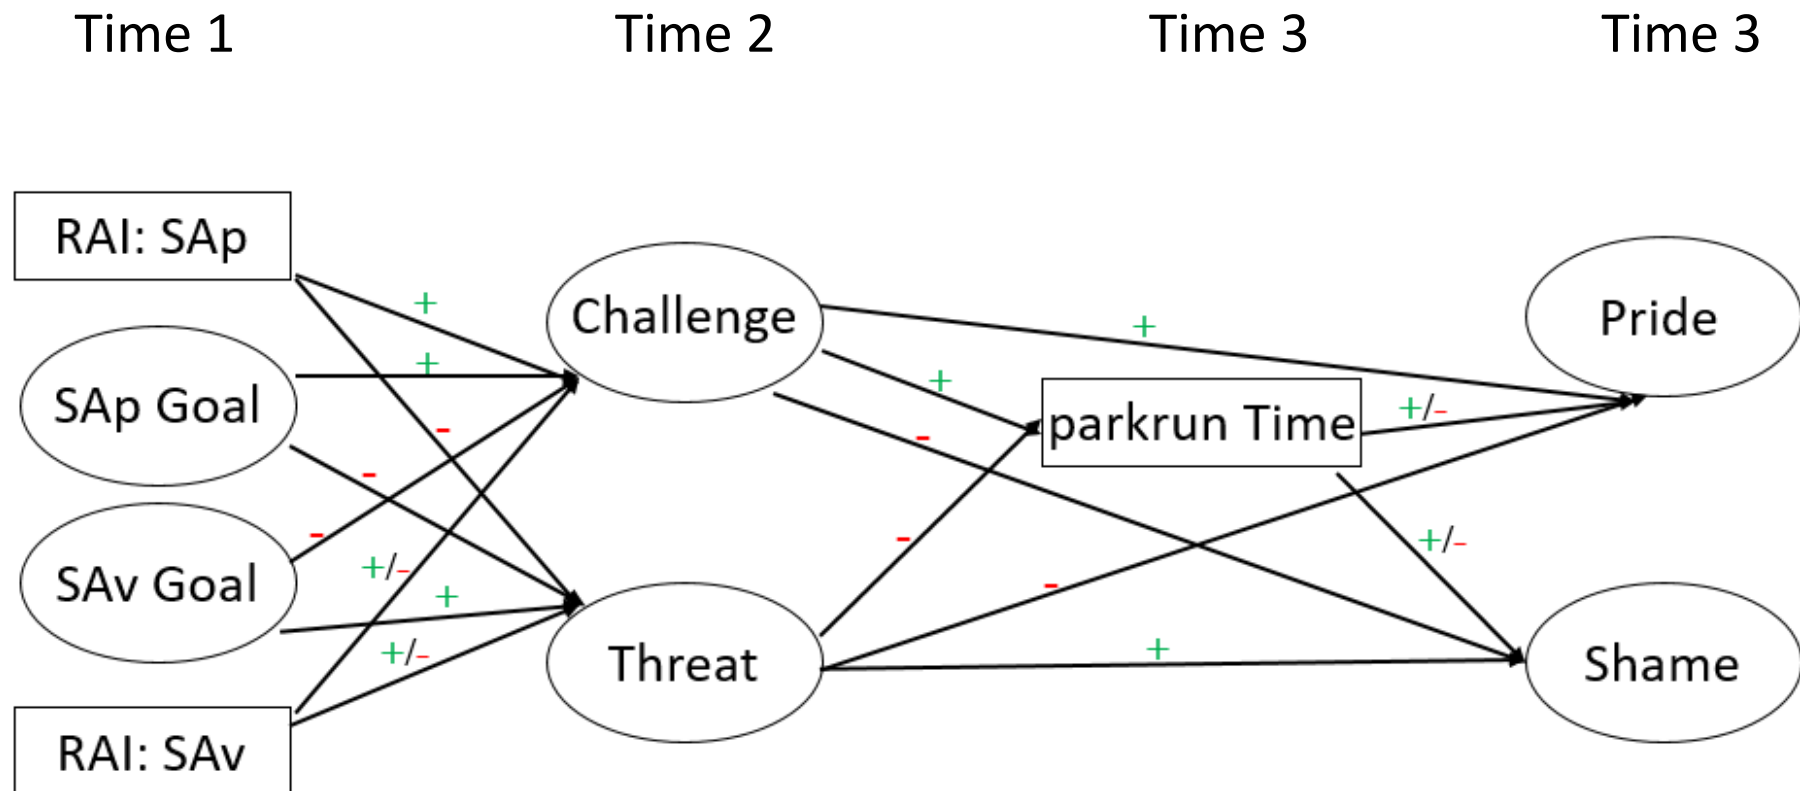 Time 1
Time 2
Time 3
Time 3
RAI: SAp
SAp Goal
SAv Goal
RAI: SAv
+
+
-
-
-
+/-
+
+/-
Challenge
Threat
+
+
-
-
-
+
parkrun Time
+/-
+/-
Pride
Shame